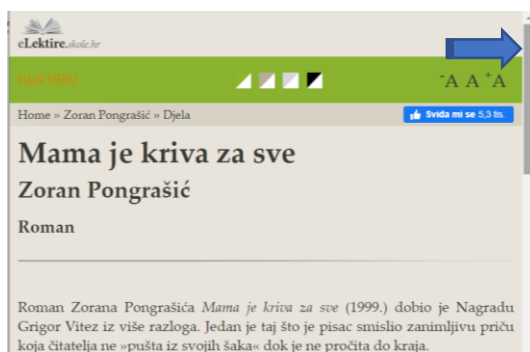 eLektire.skole.hr
MAIN MENU
-A A +A
Home » Zoran Pongrašić » Djela
Sviđa mi se 5,3 tis.
Mama je kriva za sve
Zoran Pongrašić
Roman
Roman Zorana Pongrašića Mama je kriva za sve (1999.) dobio je Nagradu
Grigor Vitez iz više razloga. Jedan je taj što je pisac smislio zanimljivu priču
koja čitatelja ne »pušta iz svojih šaka« dok je ne pročita do kraja.